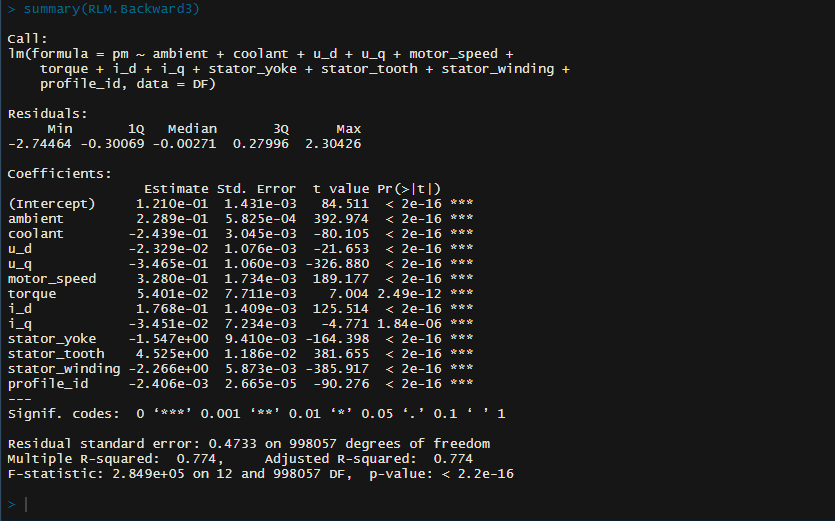 > summary(RLM.Backward3)

Call:
lm(formula = pm ~ ambient + coolant + u_d + u_q + motor_speed +
    torque + i_d + i_q + stator_yoke + stator_tooth + stator_winding +
    profile_id, data = DF)

Residuals:
     Min       1Q   Median       3Q      Max
-2.74464 -0.30069 -0.00271  0.27996  2.30426

Coefficients:
                 Estimate Std. Error  t value Pr(>|t|)
(Intercept)     1.210e-01  1.431e-03   84.511  < 2e-16 ***
ambient         2.289e-01  5.825e-04  392.974  < 2e-16 ***
coolant        -2.439e-01  3.045e-03  -80.105  < 2e-16 ***
u_d            -2.329e-02  1.076e-03  -21.653  < 2e-16 ***
u_q            -3.465e-01  1.060e-03 -326.880  < 2e-16 ***
motor_speed     3.280e-01  1.734e-03  189.177  < 2e-16 ***
torque          5.401e-02  7.711e-03    7.004 2.49e-12 ***
i_d             1.768e-01  1.409e-03  125.514  < 2e-16 ***
i_q            -3.451e-02  7.234e-03   -4.771 1.84e-06 ***
stator_yoke    -1.547e+00  9.410e-03 -164.398  < 2e-16 ***
stator_tooth    4.525e+00  1.186e-02  381.655  < 2e-16 ***
stator_winding -2.266e+00  5.873e-03 -385.917  < 2e-16 ***
profile_id     -2.406e-03  2.665e-05  -90.276  < 2e-16 ***
---
Signif. codes:  0 ‘***’ 0.001 ‘**’ 0.01 ‘*’ 0.05 ‘.’ 0.1 ‘ ’ 1

Residual standard error: 0.4733 on 998057 degrees of freedom
Multiple R-squared:  0.774,     Adjusted R-squared:  0.774
F-statistic: 2.849e+05 on 12 and 998057 DF,  p-value: < 2.2e-16

>